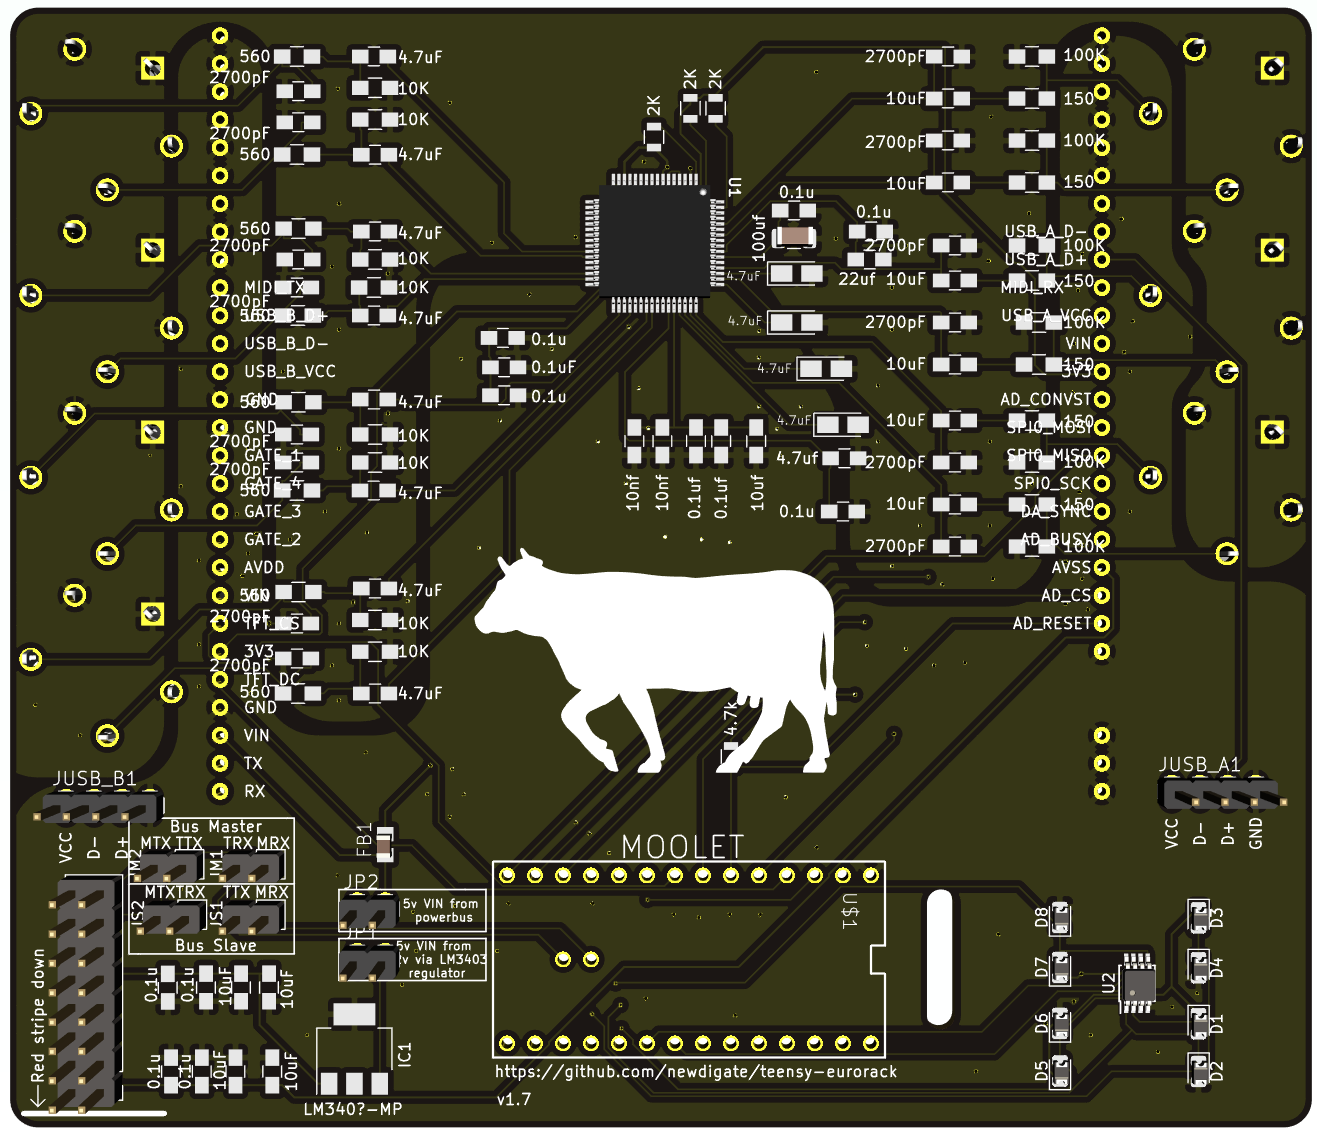 560
4.7uF
2700pF
10K
10K
2700pF
560
4.7uF
2K
2K
2K
U1
2700pF
100K
10uF
150
2700pF
100K
10uF
150
560
4.7uF
2700pF
10K
MIDI_TX
10K
2700pF
USB_B_D+
4.7uF
USB_B_D-
USB_B_VCC
0.1u
0.1uF
0.1u
0.1u
100uf
0.1u
22uf
4.7uF
4.7uF
4.7uF
4.7uF
2700pF
USB_A_D-
100K
USB_A_D+
10uF
150
MIDI_RX
USB_A_VCC
2700pF
100K
VIN
10uF
150
3V3
AD_CONVST
10uF
150
SPI0_MOSI
SPI0_MISO
2700pF
100K
SPI0_SCK
10uF
150
DA_SYNC
AD_BUSY
2700pF
100K
AVSS
AD_CS
AD_RESET
GND
560
4.7uF
GND
2700pF
10K
GATE_1
2700pF
10K
GATE_4
560
4.7uF
GATE_3
GATE_2
AVDD
10nf
10nf
0.1uf
0.1uf
10uf
4.7uf
0.1u
VIN
560
4.7uF
2700pF
TFT_CS
10K
3V3
2700pF
10K
TFT_DC
560
4.7uF
GND
VIN
TX
RX
4.7k
JUSB_B1
VCC
D-
D+
JUSB_A1
VCC
D-
D+
GND
Bus Master
MTX
TTX
TRX
MRX
JM2
JM1
MTX
TRX
TTX
MRX
JS2
JS1
Bus Slave
FB1
JP2
5v VIN from
powerbus
JP1
5v VIN from
v via LM3403
regulator
MOOLET
U$1
<--Red stripe down
0.1u
0.1u
10uF
10uF
0.1u
0.1u
10uF
10uF
IC1
LM340?-MP
https://github.com/newdigate/teensy-eurorack
v1.7
D8
D7
D6
D5
U2
D3
D4
D1
D2